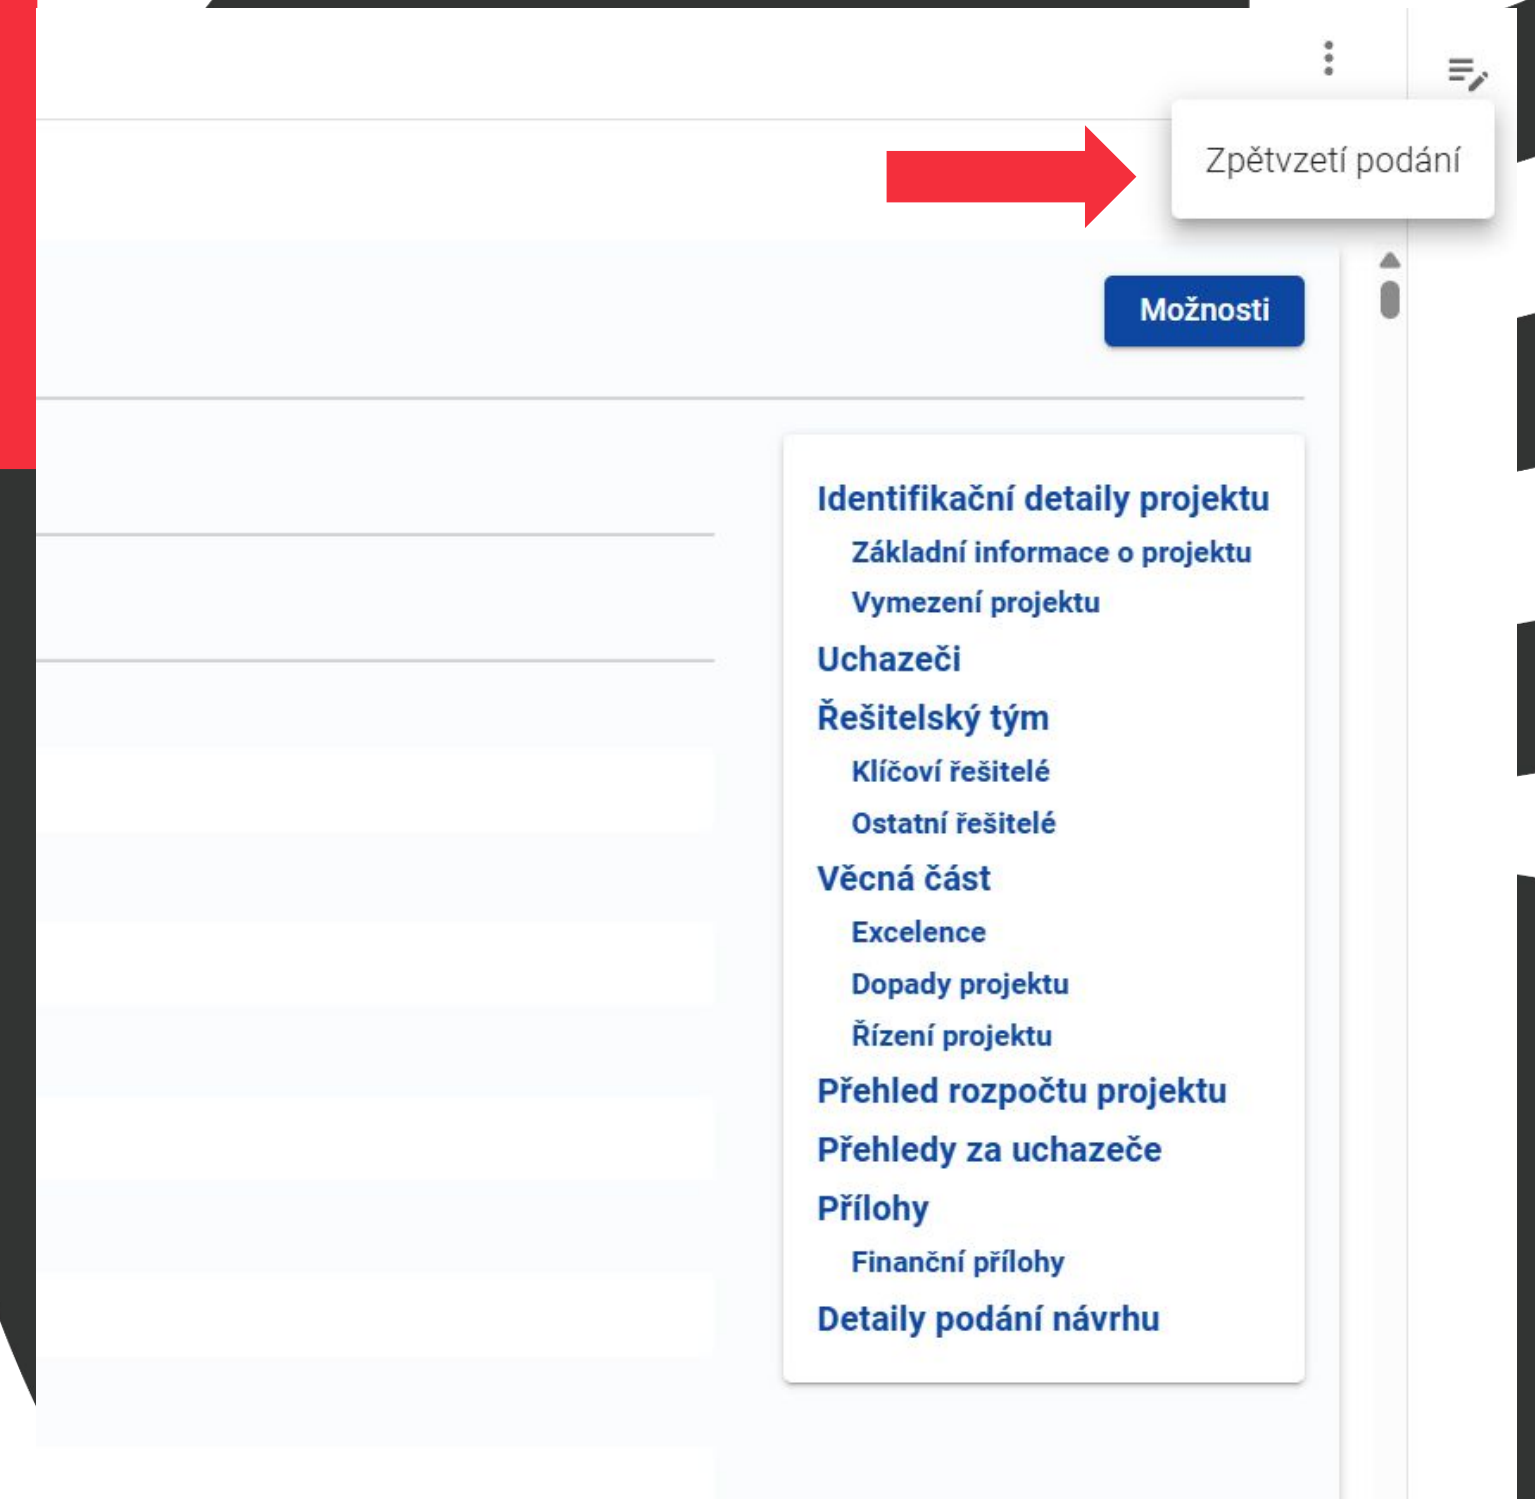 Zpětvzetí podání
Možnosti
Identifikační detaily projektu
Základní informace o projektu
Vymezení projektu
Uchazeči
Řešitelský tým
Klíčoví řešitelé
Ostatní řešitelé
Věcná část
Excelence
Dopady projektu
Řízení projektu
Přehled rozpočtu projektu
Přehledy za uchazeče
Přílohy
Finanční přílohy
Detaily podání návrhu